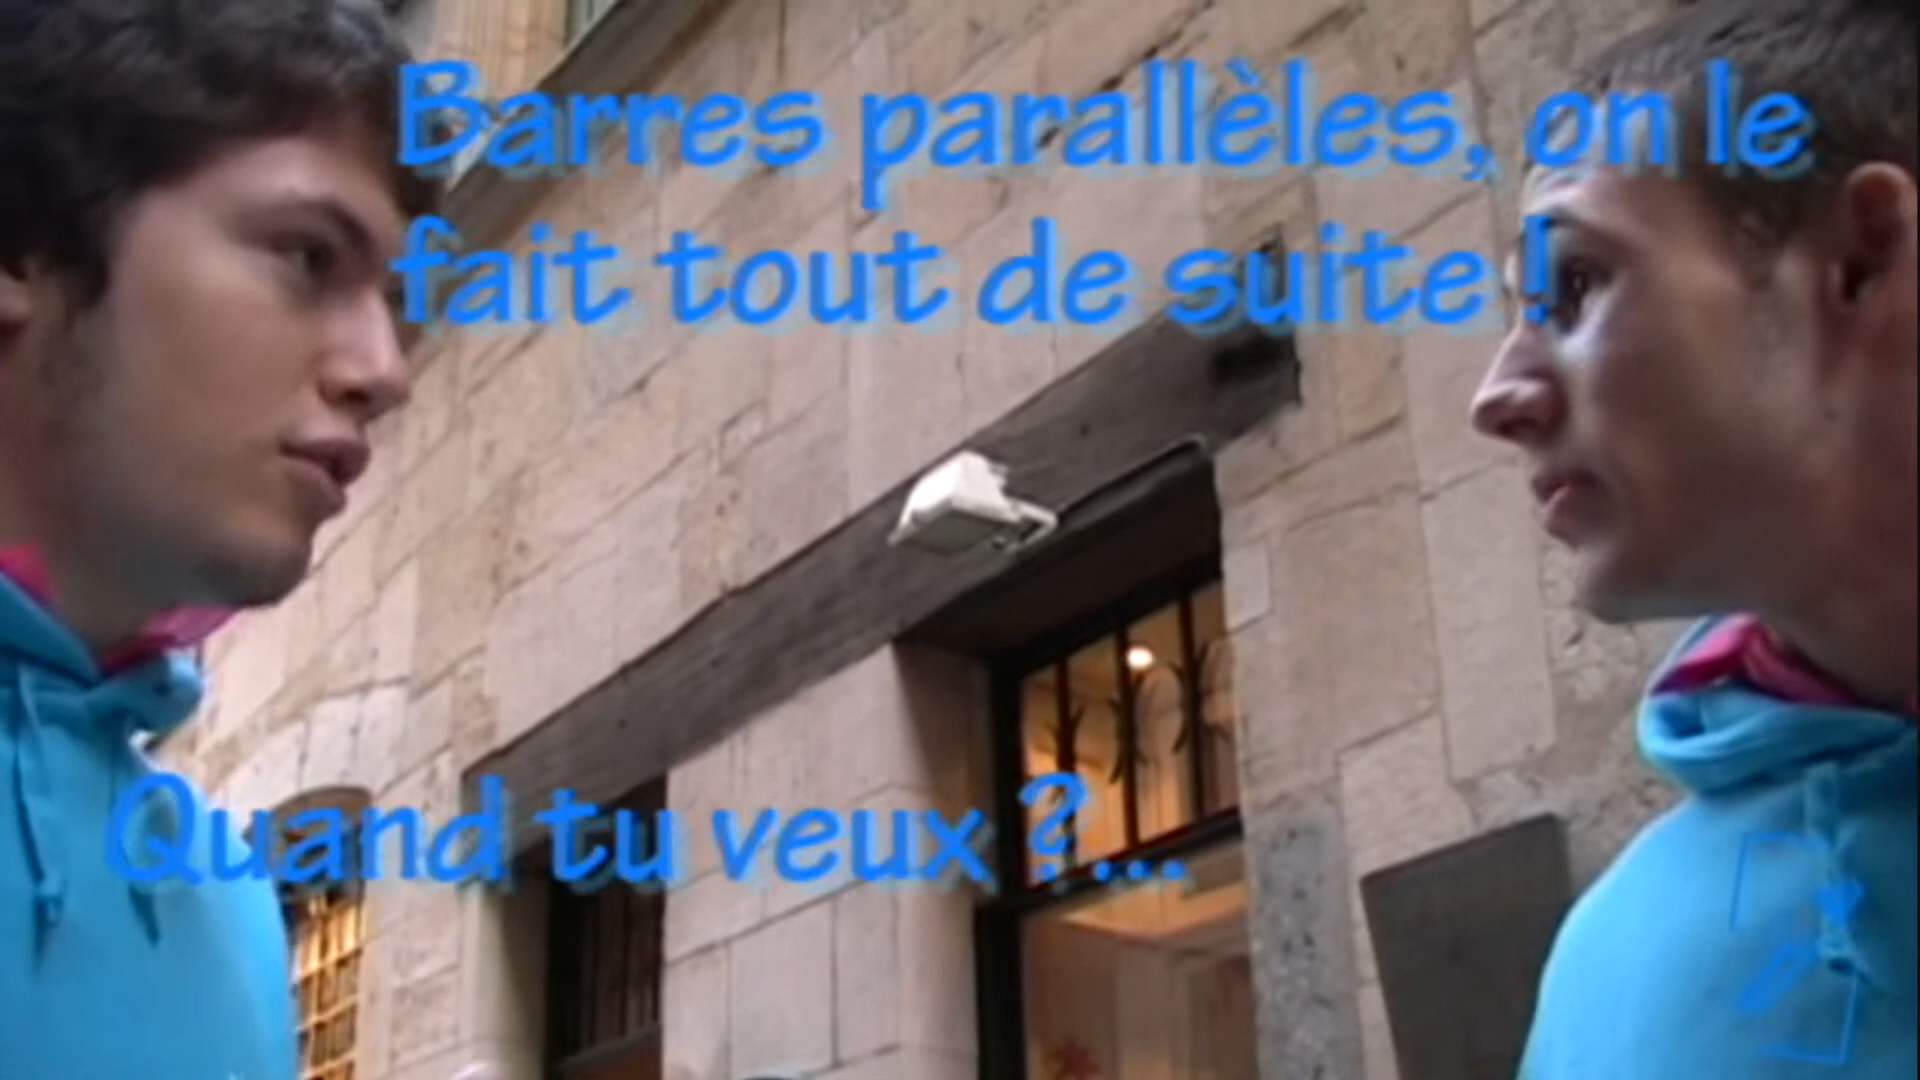 Barres parallèles, on le
fait tout de suite !
Quand tu veux ?...